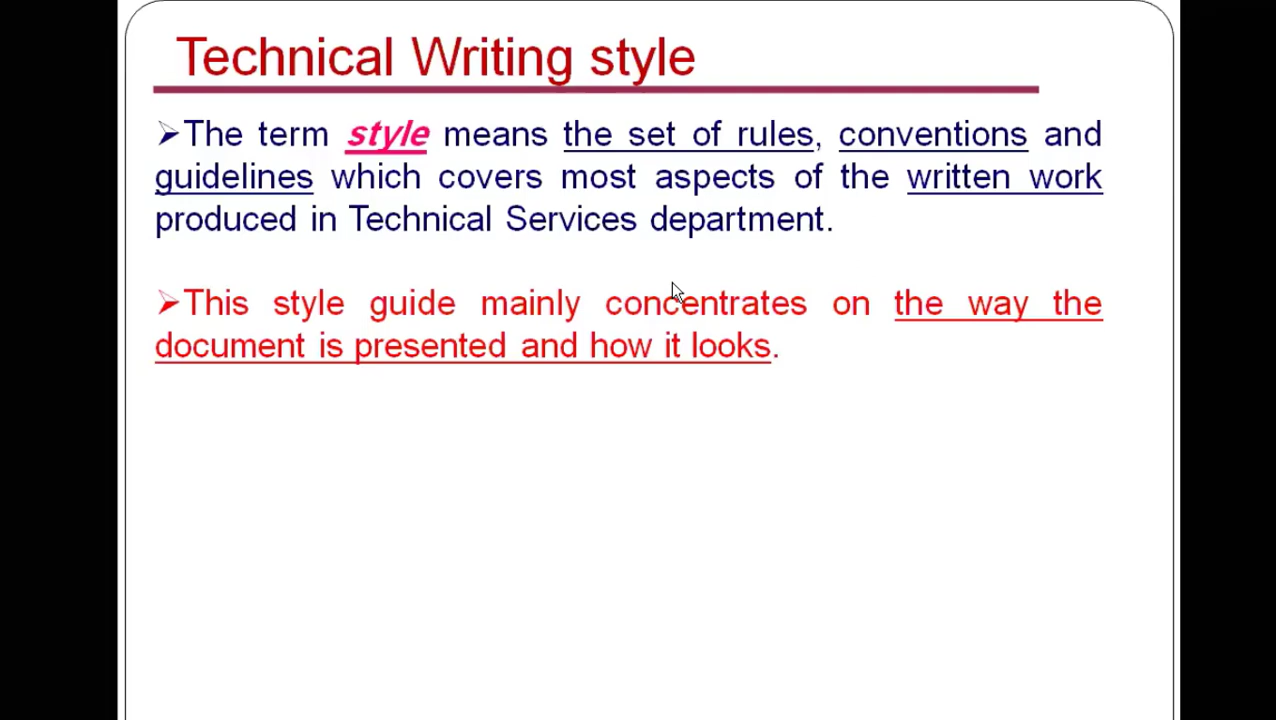 Technical Writing style
➢The term style means the set of rules, conventions and
guidelines which covers most aspects of the written work
produced in Technical Services department.
➢This style guide mainly concentrates on the way the
document is presented and how it looks.